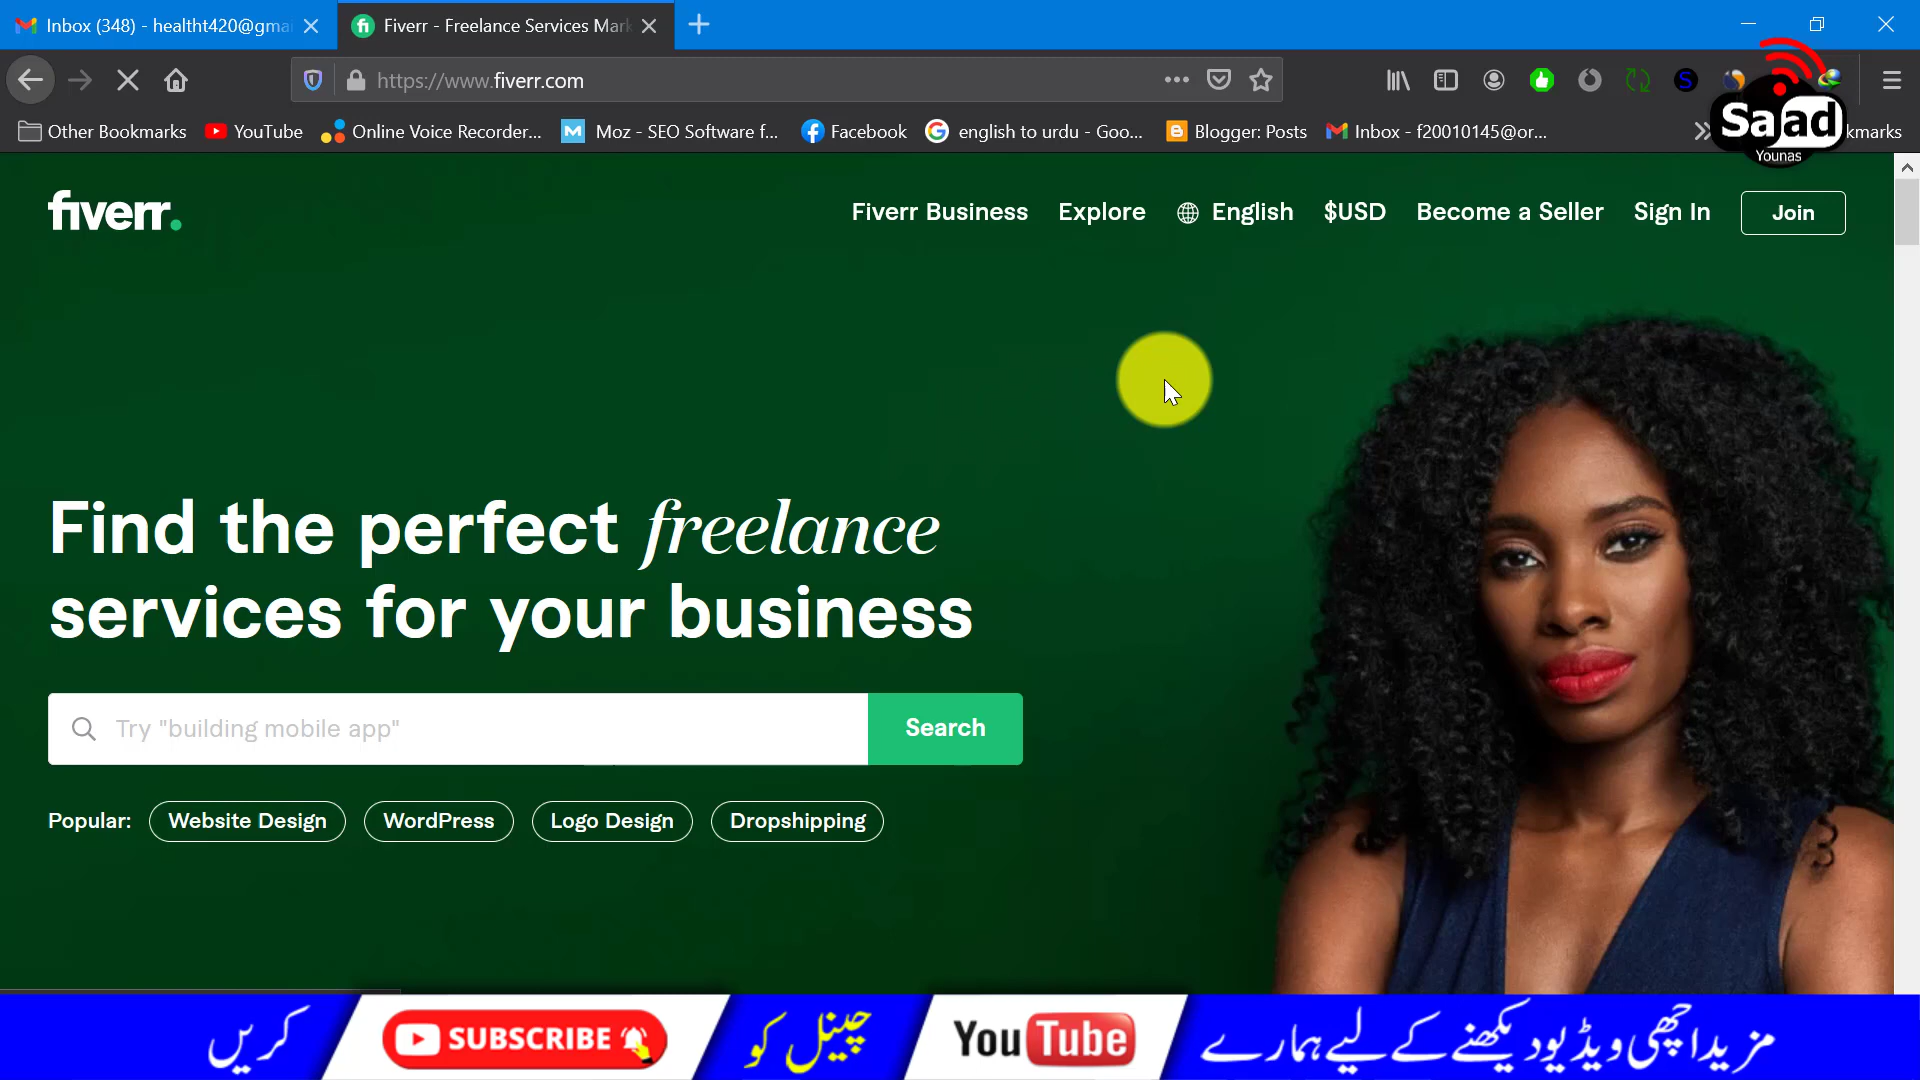 Inbox (348) - healtht420@gmai
Fiverr - Freelance Services Mark
https://www.fiverr.com
Other Bookmarks
YouTube
Online Voice Recorder...
Moz - SEO Software f...
Facebook
english to urdu - Goo...
Blogger: Posts
Inbox - f20010145@or...
kmarks
Saad
Younas
fiverr.
Fiverr Business
Explore
English
$USD
Become a Seller
Sign In
Join
Find the perfect freelance
services for your business
Try "building mobile app"
Search
Popular:
Website Design
WordPress
Logo Design
Dropshipping
مزید اچھی ویڈیوز دیکھنے کے لیے ہمارے
YouTube
چینل کو
SUBSCRIBE
کریں